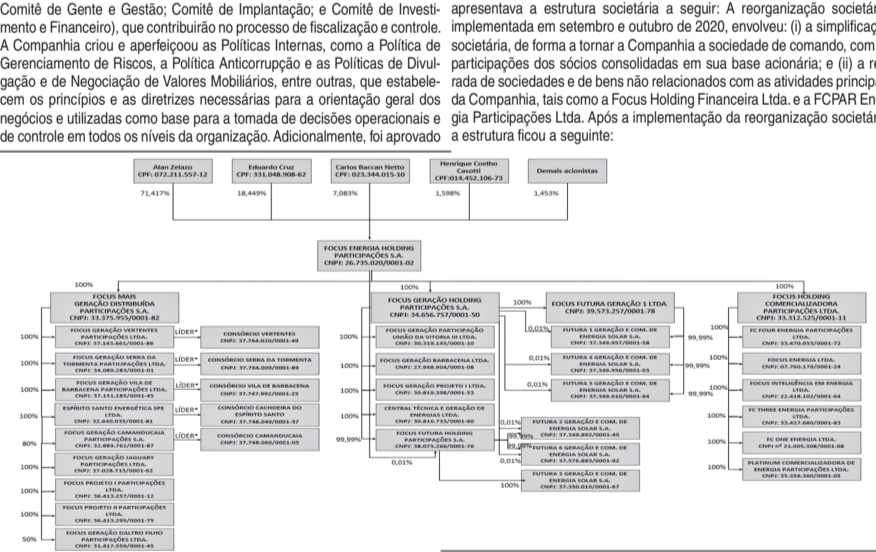 Comitê de Gente e Gestão; Comitê de Implantação; e Comitê de Investi-
mento e Financeiro), que contribuirão no processo de fiscalização e controle.
A Companhia criou e aperfeiçoou as Políticas Internas, como a Política de
Gerenciamento de Riscos, a Política Anticorrupção e as Políticas de Divul-
gação e de Negociação de Valores Mobiliários, entre outras, que estabele-
cem os princípios e as diretrizes necessárias para a orientação geral dos
negócios e utilizadas como base para a tomada de decisões operacionais e
de controle em todos os níveis da organização. Adicionalmente, foi aprovado
apresentava a estrutura societária a seguir: A reorganização societár
implementada em setembro e outubro de 2020, envolveu: (i) a simplificaç
societária, de forma a tornar a Companhia a sociedade de comando, com
participações dos sócios consolidadas em sua base acionária; e (ii) a re
rada de sociedades e de bens não relacionados com as atividades princip
da Companhia, tais como a Focus Holding Financeira Ltda. e a FCPAR En
gia Participações Ltda. Após a implementação da reorganização societár
a estrutura ficou a seguinte:
Alan Zelazo
CPF: 072.211.557-12
Eduardo Cruz
CPF: 331.048.908-62
Carlos Baccan Netto
CPF: 023.344.015-10
Henrique Coelho
Casotti
CPF:014.452.106-73
Demais acionistas
71,417%
18,449%
7,083%
1,598%
1,453%
FOCUS ENERGIA HOLDING
PARTICIPAÇÕES S.A.
CNPJ: 26.735.020/0001-02
100%
FOCUS MAIS
GERAÇÃO DISTRIBUÍDA
PARTICIPAÇÕES S.A.
CNPJ: 33.375.955/0001-82
100%
FOCUS GERAÇÃO HOLDING
PARTICIPAÇÕES S.A.
CNPJ: 34.656.757/0001-50
100%
FOCUS FUTURA GERAÇÃO 1 LTDA.
CNPJ: 39.573.257/0001-78
100%
FOCUS HOLDING
COMERCIALIZADORA
PARTICIPAÇÕES LTDA.
CNPJ: 33.312.525/0001-11
100%
FOCUS GERAÇÃO VERTENTES
PARTICIPAÇÕES LTDA.
CNPJ: 37.143.661/0001-86
LÍDER*
CONSÓRCIO VERTENTES
CNPJ: 37.764.020/0001-49
100%
FOCUS GERAÇÃO SERRA DA
TORMENTA PARTICIPAÇÕES LTDA.
CNPJ: 34.089.283/0001-01
LÍDER*
CONSÓRCIO SERRA DA TORMENTA
CNPJ: 37.764.009/0001-89
100%
FOCUS GERAÇÃO VILA DE
BARBACENA PARTICIPAÇÕES LTDA.
CNPJ: 37.131.185/0001-45
LÍDER*
CONSÓRCIO VILA DE BARBACENA
CNPJ: 37.747.992/0001-25
100%
ESPÍRITO SANTO ENERGÉTICA SPE
LTDA.
CNPJ: 32.640.035/0001-81
LÍDER*
CONSÓRCIO CACHOEIRA DO
ESPÍRITO SANTO
CNPJ: 37.748.049/0001-37
80%
FOCUS GERAÇÃO CAMANDUCAIA
PARTICIPAÇÕES S.A.
CNPJ: 32.889.762/0001-87
LÍDER*
CONSÓRCIO CAMANDUCAIA
CNPJ: 37.748.060/0001-05
100%
FOCUS GERAÇÃO JAGUARY
PARTICIPAÇÕES LTDA.
CNPJ: 37.028.715/0001-62
100%
FOCUS PROJETO I PARTICIPAÇÕES
LTDA.
CNPJ: 36.413.257/0001-12
100%
FOCUS PROJETO II PARTICIPAÇÕES
LTDA.
CNPJ: 36.413.295/0001-75
50%
FOCUS GERAÇÃO DALTRO FILHO
PARTICIPAÇÕES LTDA.
CNPJ: 31.417.559/0001-45
100%
FOCUS GERAÇÃO PARTICIPAÇÃO
UNIÃO DA VITORIA III LTDA.
CNPJ: 30.319.145/0001-10
100%
FOCUS GERAÇÃO BARBACENA LTDA.
CNPJ: 27.948.904/0001-08
100%
FOCUS GERAÇÃO PROJETO I LTDA.
CNPJ: 30.819.398/0001-53
100%
CENTRAL TÉCNICA E GERAÇÃO DE
ENERGIAS LTDA.
CNPJ: 30.816.733/0001-60
99,99%
FOCUS FUTURA HOLDING
PARTICIPAÇÕES S.A.
CNPJ: 38.075.266/0001-76
0,01%
0,01%
FUTURA 1 GERAÇÃO E COM. DE
ENERGIA SOLAR S.A.
CNPJ: 37.349.957/0001-58
99,99%
0,01%
FUTURA 4 GERAÇÃO E COM. DE
ENERGIA SOLAR S.A.
CNPJ: 37.349.956/0001-03
99,99%
0,01%
FUTURA 5 GERAÇÃO E COM. DE
ENERGIA SOLAR S.A.
CNPJ: 37.349.910/0001-94
99,99%
0,01%
99,99%
FUTURA 2 GERAÇÃO E COM. DE
ENERGIA SOLAR S.A.
CNPJ: 37.349.892/0001-40
99,99%
0,01%
FUTURA 6 GERAÇÃO E COM. DE
ENERGIA SOLAR S.A.
CNPJ: 37.576.883/0001-92
100%
FUTURA 3 GERAÇÃO E COM. DE
ENERGIA SOLAR S.A.
CNPJ: 37.350.010/0001-67
100%
FC FOUR ENERGIA PARTICIPAÇÕES
LTDA.
CNPJ: 33.470.953/0001-72
100%
FOCUS ENERGIA LTDA.
CNPJ: 07.760.179/0001-24
100%
FOCUS INTELIGÊNCIA EM ENERGIA
LTDA.
CNPJ: 22.418.102/0001-64
100%
FC THREE ENERGIA PARTICIPAÇÕES
LTDA.
CNPJ: 33.427.680/0001-83
100%
FC ONE ENERGIA LTDA.
CNPJ nº 21.005.308/0001-08
100%
PLATINUM COMERCIALIZADORA DE
ENERGIA PARTICIPAÇÕES LTDA.
CNPJ: 35.356.360/0001-05